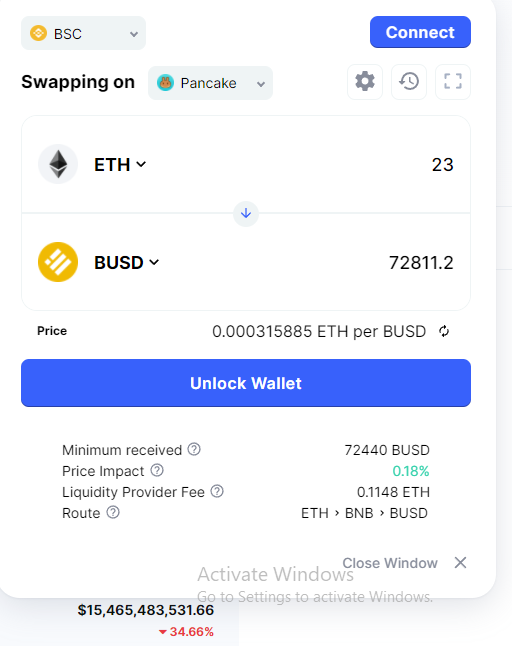 BSC
Connect
Swapping on Pancake
ETH 23
BUSD 72811.2
Price 0.000315885 ETH per BUSD
Unlock Wallet
Minimum received 72440 BUSD
Price Impact 0.18%
Liquidity Provider Fee 0.1148 ETH
Route ETH > BNB > BUSD
Close Window
Activate Windows
Go to Settings to activate Windows.
$15,465,483,531.66
34.66%